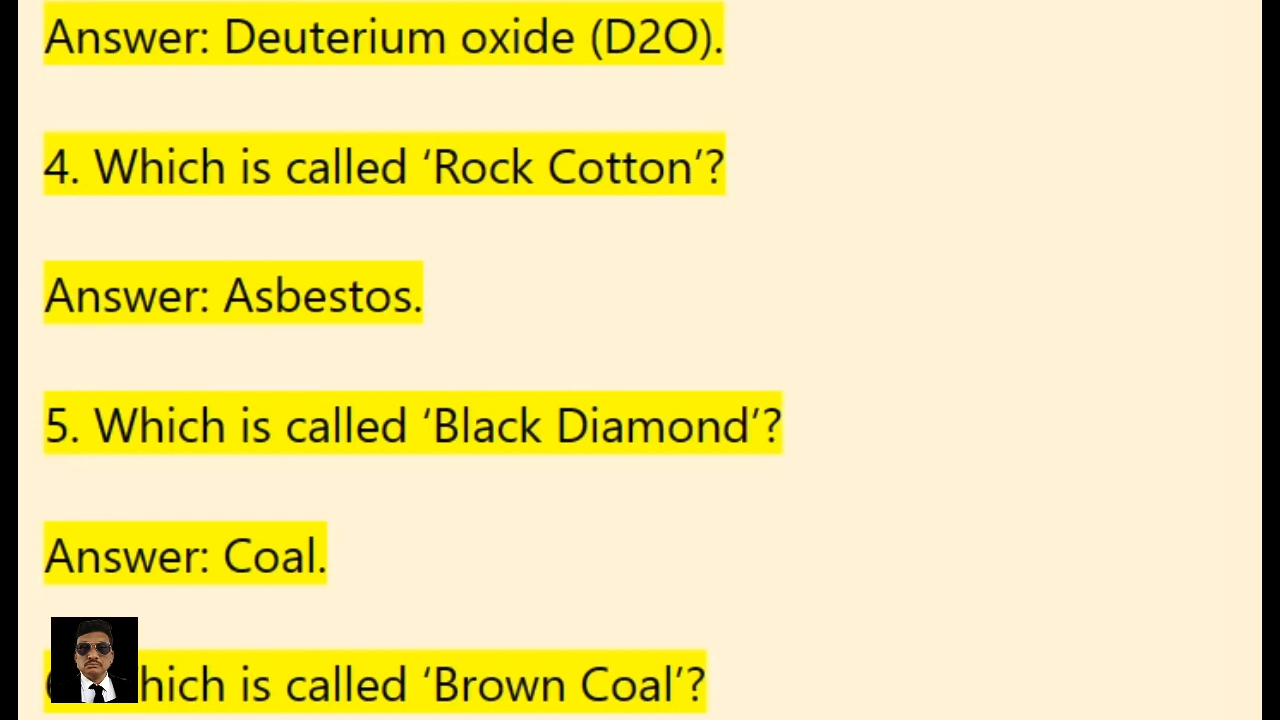 Answer: Deuterium oxide (D2O).
4. Which is called ‘Rock Cotton’?
Answer: Asbestos.
5. Which is called ‘Black Diamond’?
Answer: Coal.
is called ‘Brown Coal’?